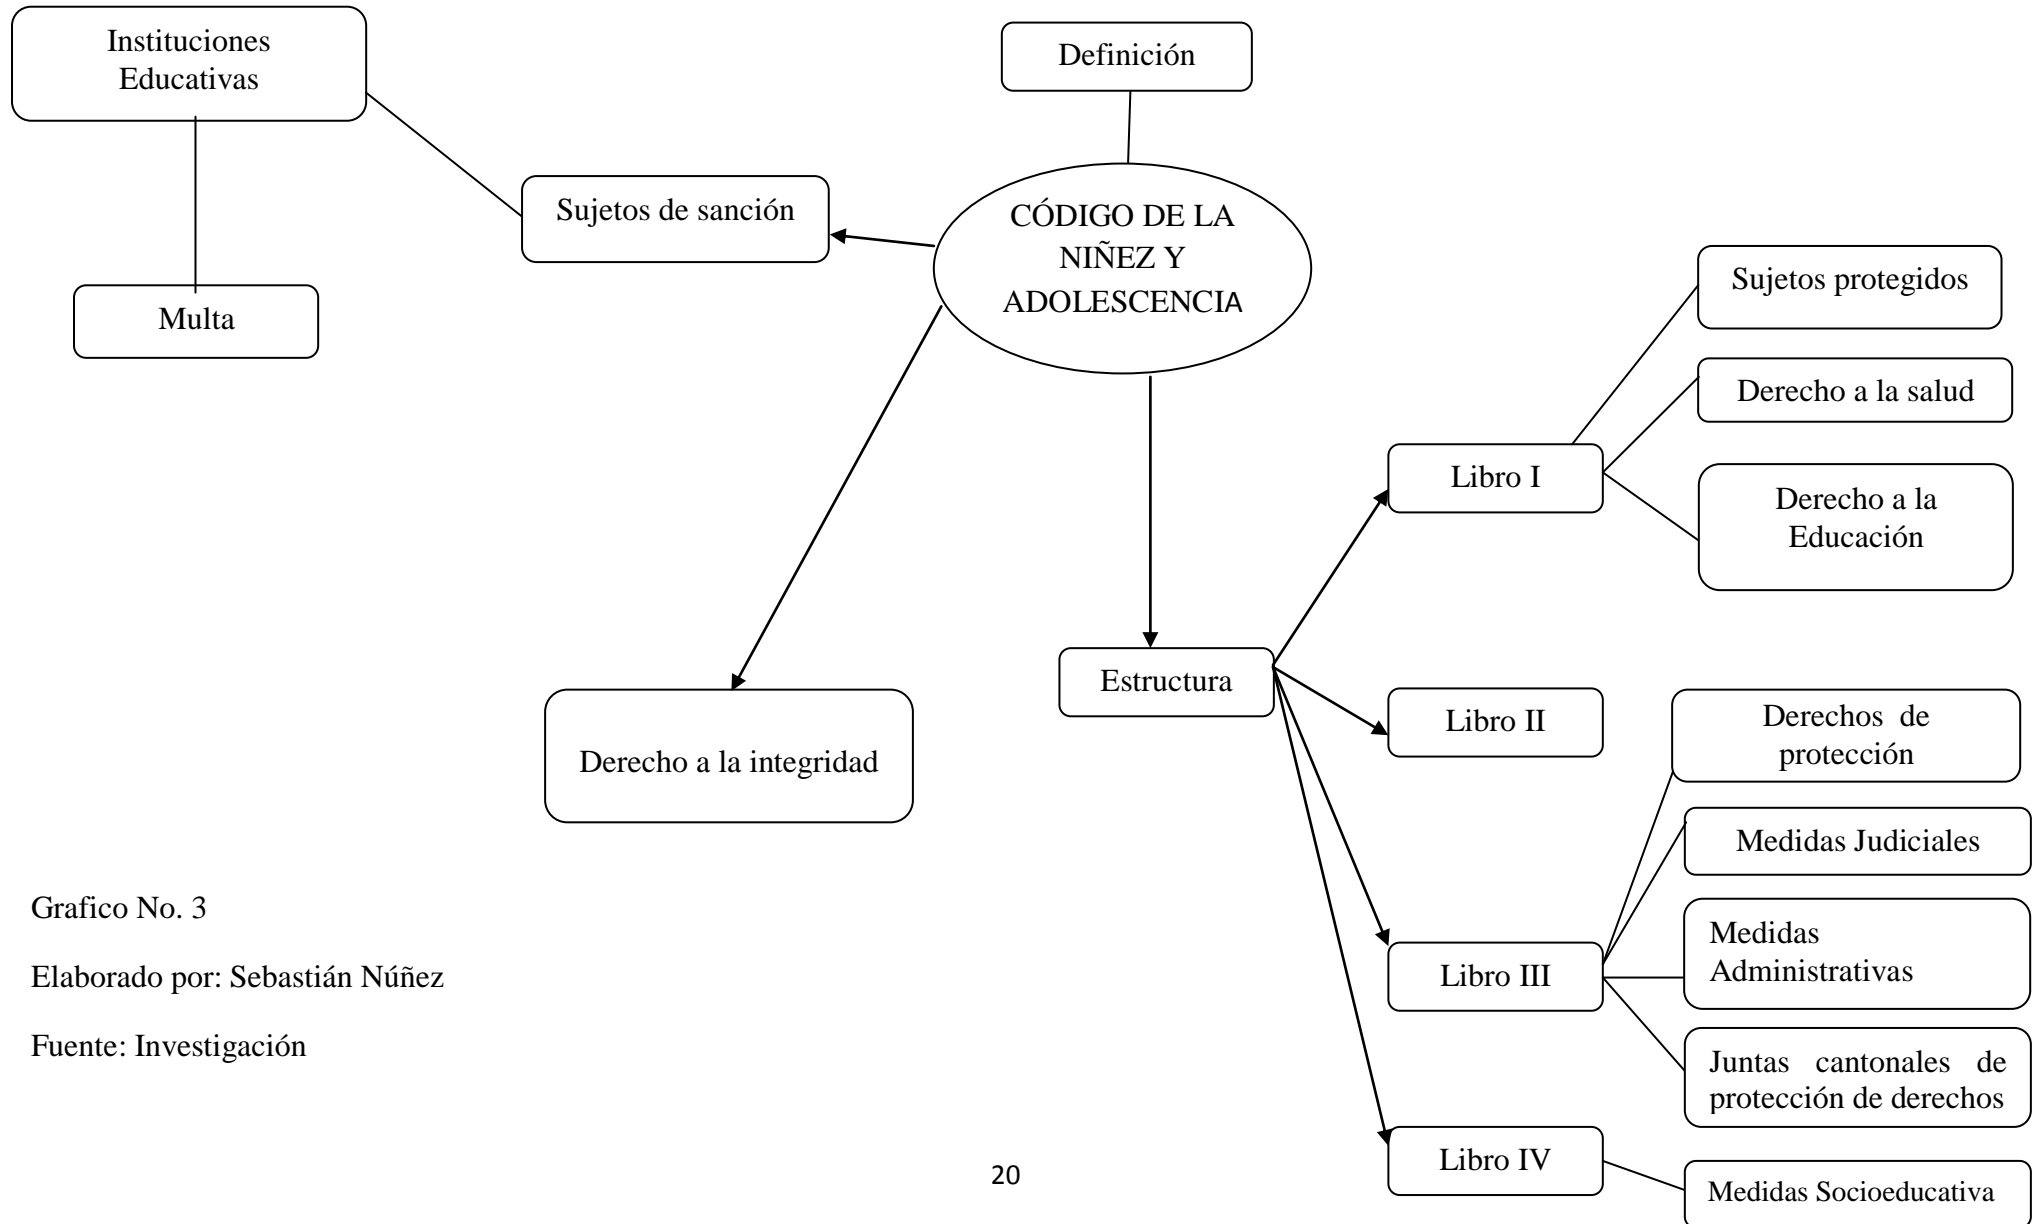 Instituciones
Educativas
Definición
Sujetos de sanción
CÓDIGO DE LA
NIÑEZ Y
ADOLESCENCIA
Multa
Sujetos protegidos
Derecho a la salud
Libro I
Derecho a la
Educación
Estructura
Derecho a la integridad
Libro II
Derechos de
protección
Medidas Judiciales
Libro III
Medidas
Administrativas
Juntas cantonales de
protección de derechos
Libro IV
Medidas Socioeducativa
Grafico No. 3
Elaborado por: Sebastián Núñez
Fuente: Investigación
20